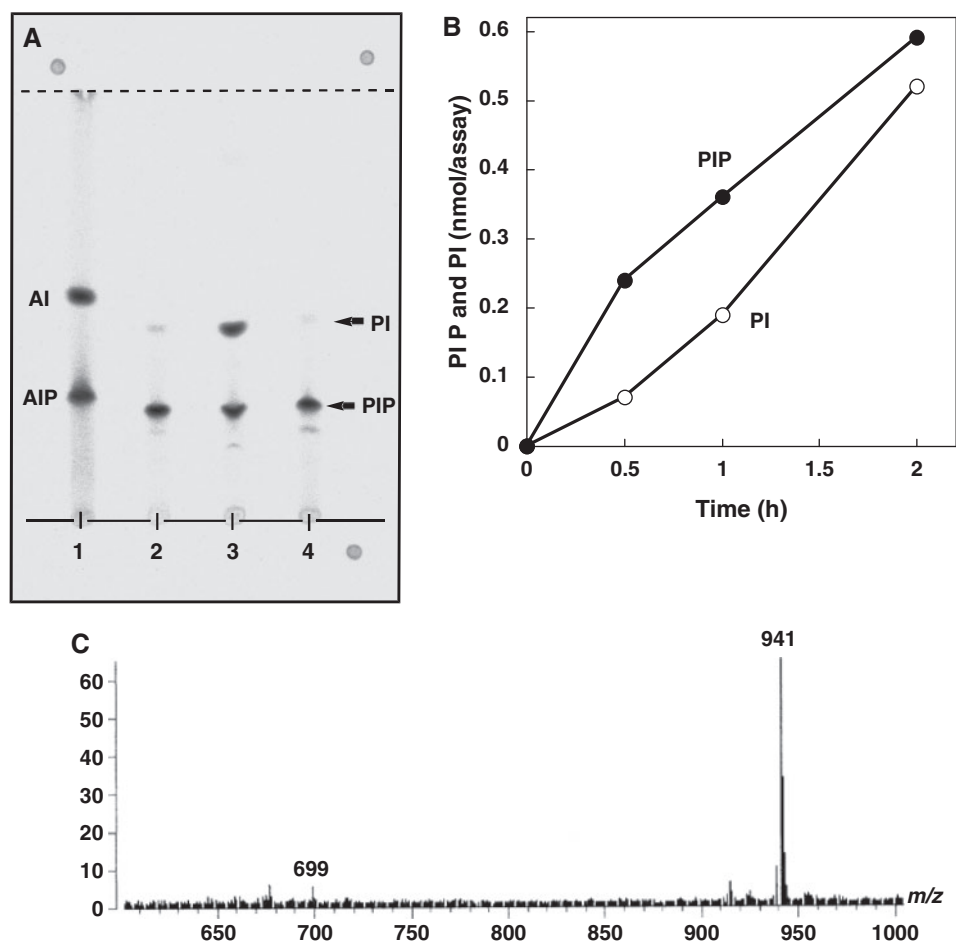 A
AI
PI
AIP
PIP
1 2 3 4
B
PI P and PI (nmol/assay)
0.6
0.5
0.4
0.3
0.2
0.1
0
PIP
PI
0 0.5 1 1.5 2
Time (h)
C
60
50
40
30
20
10
0
699
941
m/z
650 700 750 800 850 900 950 1000